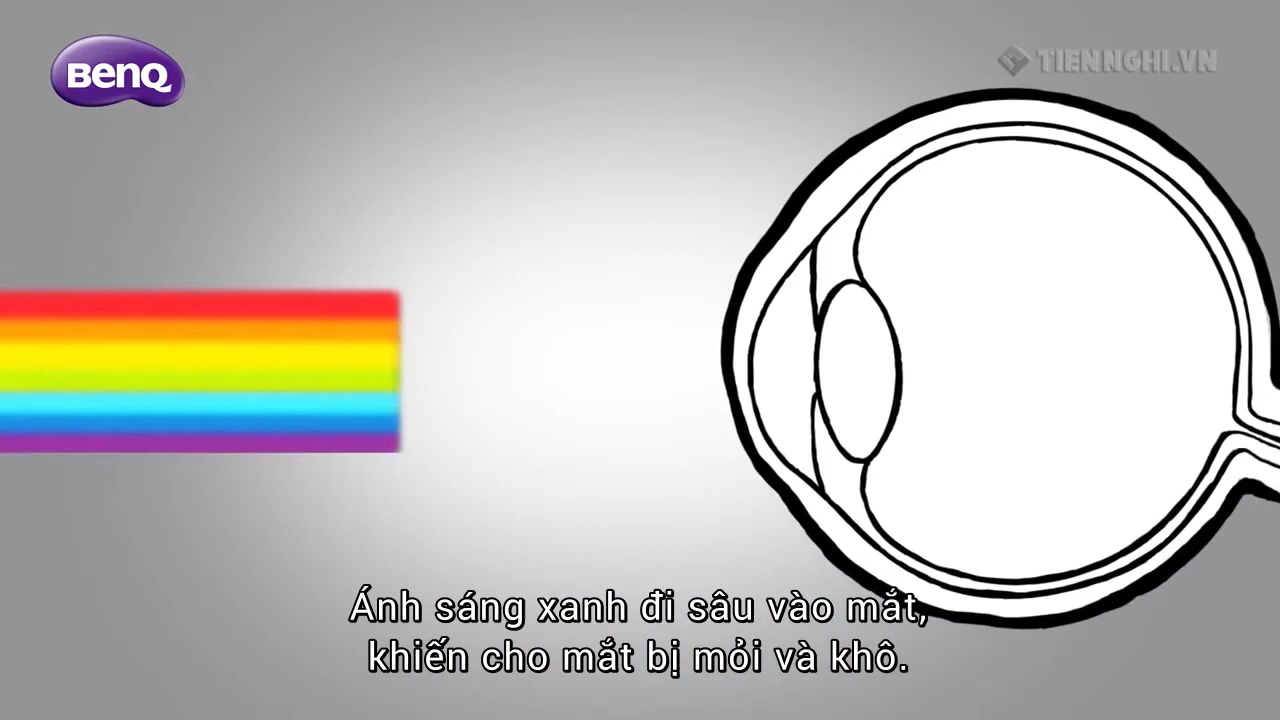 BenQ
TIENNGHI.VN
Ánh sáng xanh đi sâu vào mắt,
khiến cho mắt bị mỏi và khô.